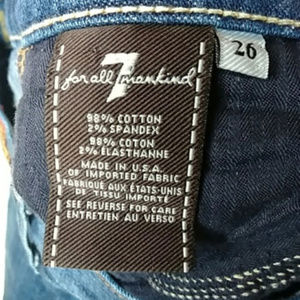 7
for all mankind
98% COTTON
2% SPANDEX
98% COTON
2% ELASTHANNE
MADE IN U.S.A.
OF IMPORTED FABRIC
FABRIQUÉ AUX ÉTATS-UNIS
DE TISSU IMPORTÉ
SEE REVERSE FOR CARE
ENTRETIEN AU VERSO
26